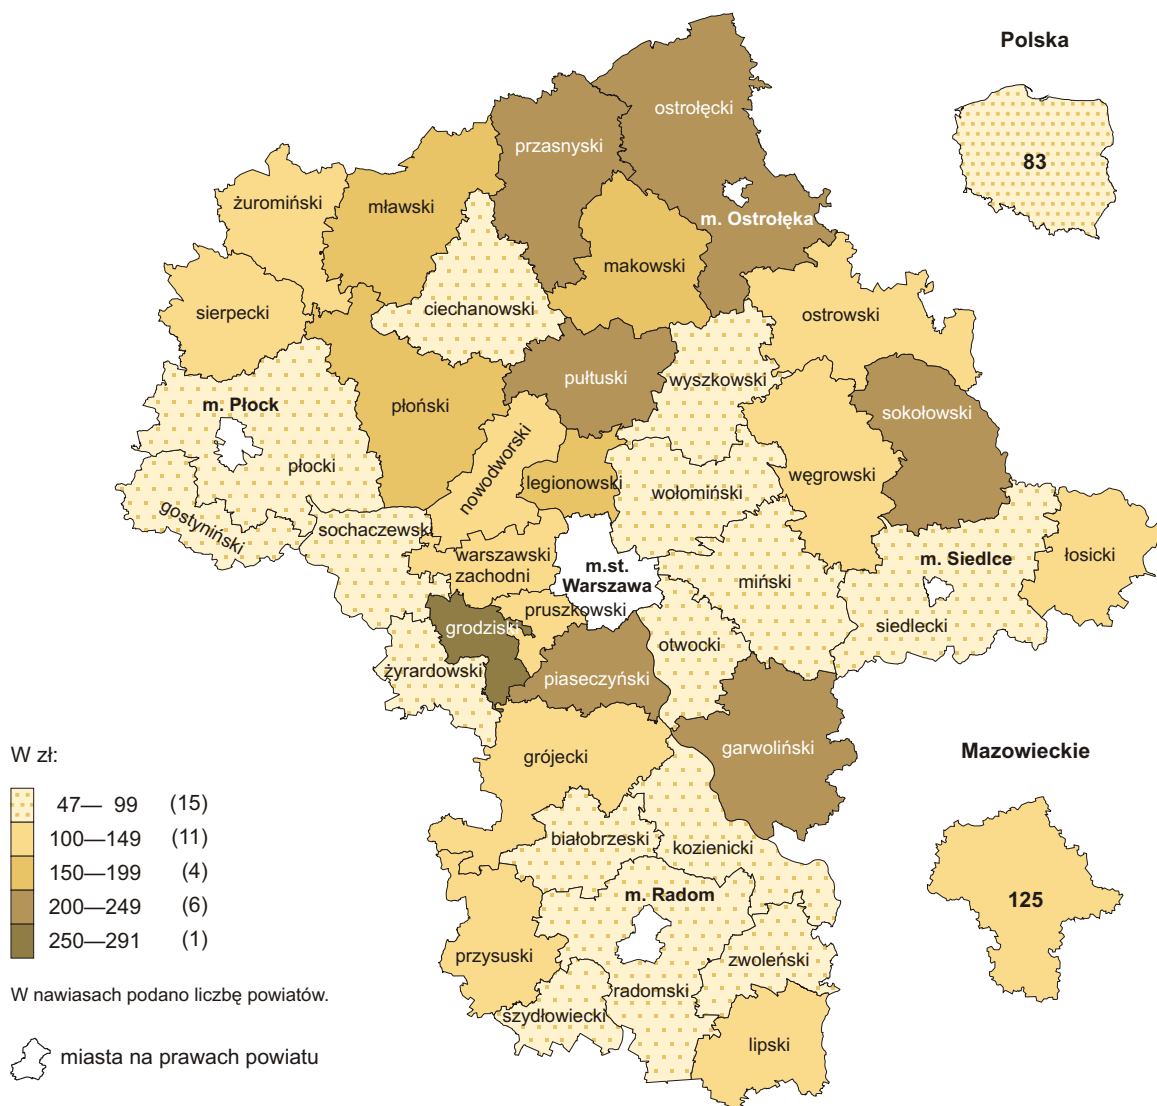 Polska
83
ostrołęcki
przasnyski
żuromiński
mławski
m. Ostrołęka
makowski
ciechanowski
sierpecki
ostrowski
pułtuski
wyszkowski
m. Płock
płoński
sokołowski
płocki
nowodworski
legionowski
wołomiński
węgrowski
gostyniński
sochaczewski
warszawski
zachodni
m.st.
Warszawa
m. Siedlce
łosicki
miński
pruszkowski
grodziski
siedlecki
otwocki
żyrardowski
piaseczyński
garwoliński
grójecki
Mazowieckie
125
białobrzeski
kozienicki
m. Radom
przysuski
zwoleński
radomski
szydłowiecki
lipski
W zł:
47— 99 (15)
100—149 (11)
150—199 (4)
200—249 (6)
250—291 (1)
W nawiasach podano liczbę powiatów.
miasta na prawach powiatu